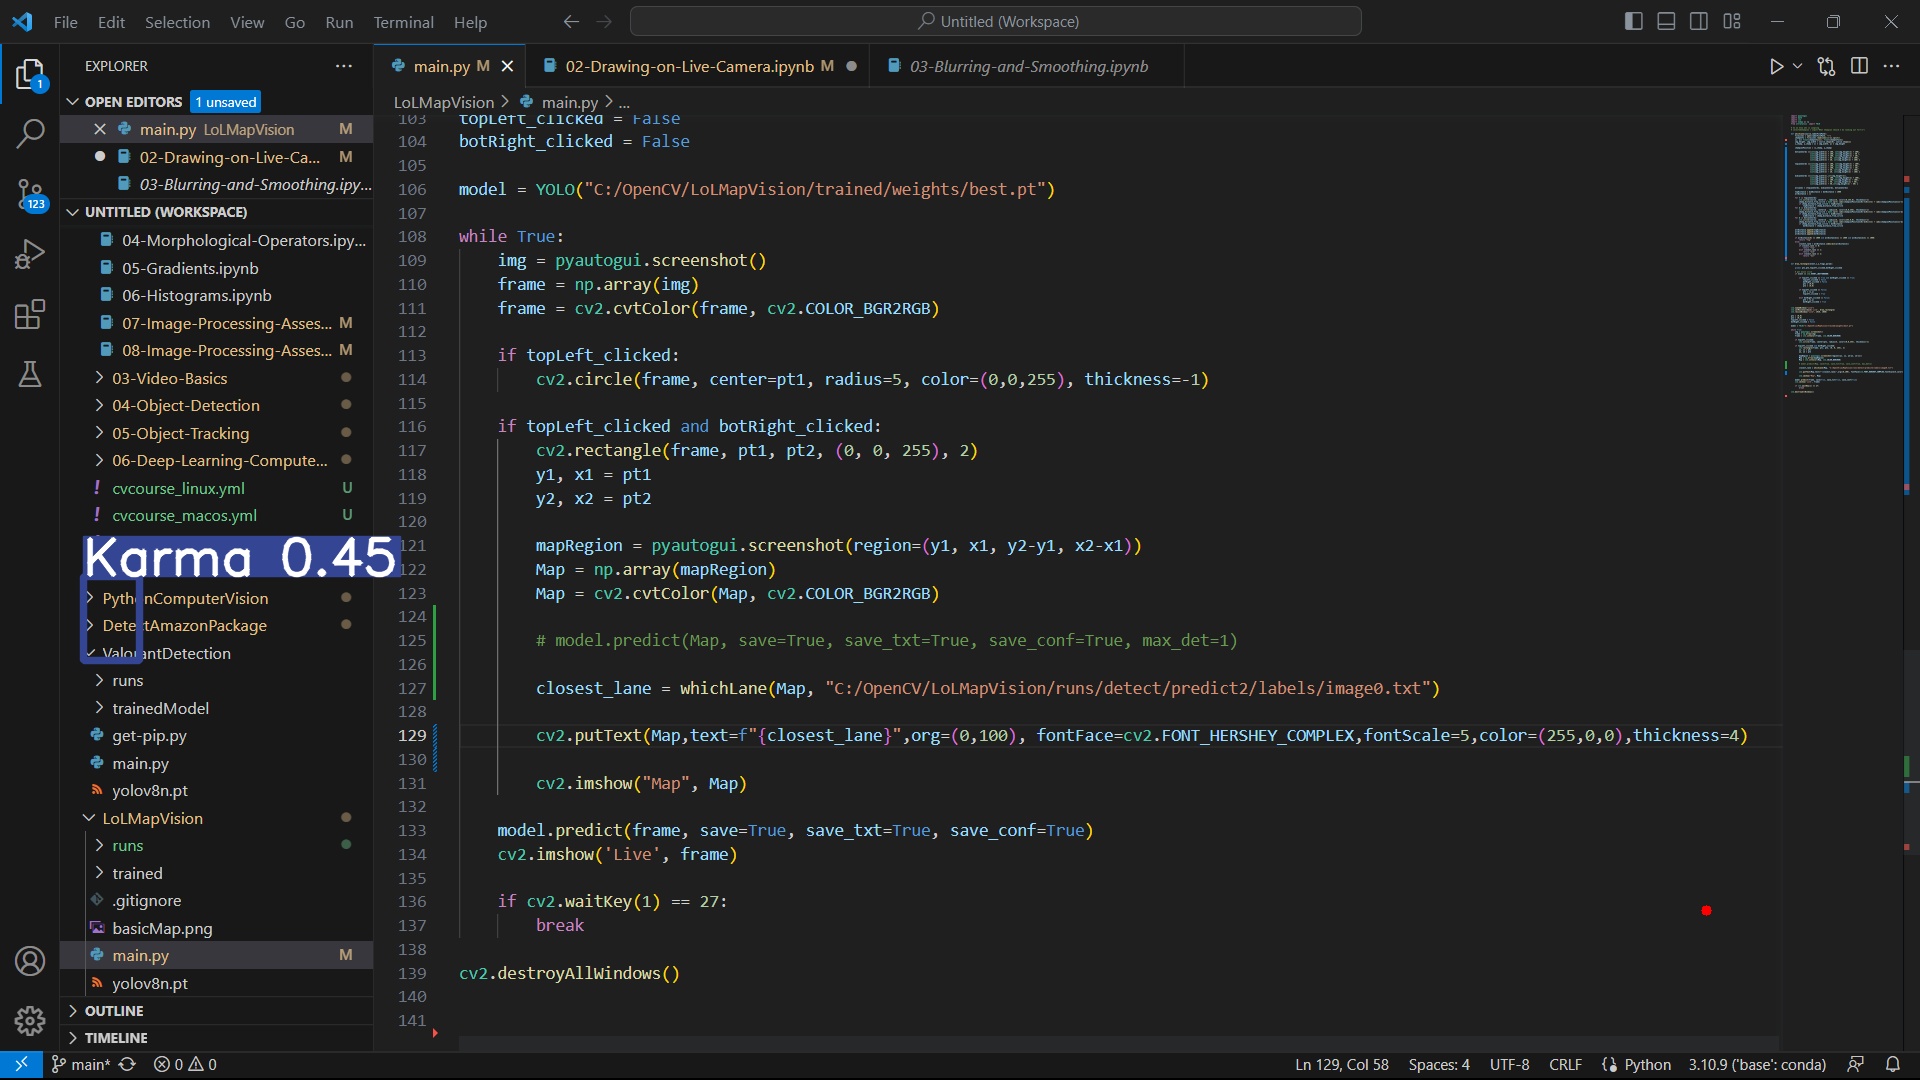 File Edit Selection View Go Run Terminal Help
Untitled (Workspace)
EXPLORER
OPEN EDITORS 1 unsaved
main.py LoLMapVision M
02-Drawing-on-Live-Ca... M
03-Blurring-and-Smoothing.ipy...
UNTITLED (WORKSPACE)
04-Morphological-Operators.ipy...
05-Gradients.ipynb
06-Histograms.ipynb
07-Image-Processing-Asses... M
08-Image-Processing-Asses... M
03-Video-Basics
04-Object-Detection
05-Object-Tracking
06-Deep-Learning-Compute...
cvcourse_linux.yml U
cvcourse_macos.yml U
Karma 0.45
PythonComputerVision
DetectAmazonPackage
ValorantDetection
runs
trainedModel
get-pip.py
main.py
yolov8n.pt
LoLMapVision
runs
trained
.gitignore
basicMap.png
main.py M
yolov8n.pt
OUTLINE
TIMELINE
1
123
main.py M
02-Drawing-on-Live-Camera.ipynb M
03-Blurring-and-Smoothing.ipynb
LoLMapVision > main.py > ...
103 topLeft_clicked = False
104 botRight_clicked = False
105
106 model = YOLO("C:/OpenCV/LoLMapVision/trained/weights/best.pt")
107
108 while True:
109 img = pyautogui.screenshot()
110 frame = np.array(img)
111 frame = cv2.cvtColor(frame, cv2.COLOR_BGR2RGB)
112
113 if topLeft_clicked:
114 cv2.circle(frame, center=pt1, radius=5, color=(0,0,255), thickness=-1)
115
116 if topLeft_clicked and botRight_clicked:
117 cv2.rectangle(frame, pt1, pt2, (0, 0, 255), 2)
118 y1, x1 = pt1
119 y2, x2 = pt2
120
121 mapRegion = pyautogui.screenshot(region=(y1, x1, y2-y1, x2-x1))
122 Map = np.array(mapRegion)
123 Map = cv2.cvtColor(Map, cv2.COLOR_BGR2RGB)
124
125 # model.predict(Map, save=True, save_txt=True, save_conf=True, max_det=1)
126
127 closest_lane = whichLane(Map, "C:/OpenCV/LoLMapVision/runs/detect/predict2/labels/image0.txt")
128
129 cv2.putText(Map,text=f"{closest_lane}",org=(0,100), fontFace=cv2.FONT_HERSHEY_COMPLEX,fontScale=5,color=(255,0,0),thickness=4)
130
131 cv2.imshow("Map", Map)
132
133 model.predict(frame, save=True, save_txt=True, save_conf=True)
134 cv2.imshow('Live', frame)
135
136 if cv2.waitKey(1) == 27:
137 break
138
139 cv2.destroyAllWindows()
140
141
main* 0 0
Ln 129, Col 58 Spaces: 4 UTF-8 CRLF Python 3.10.9 ('base': conda)